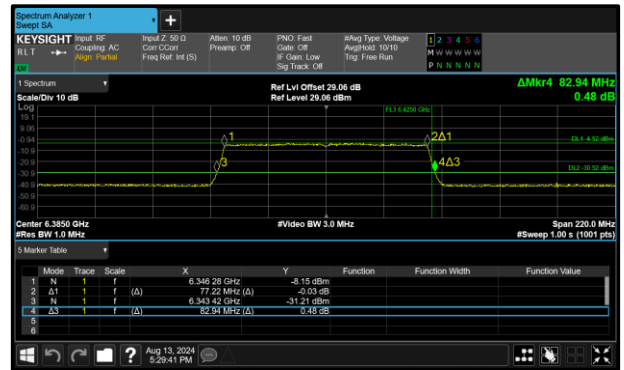 Spectrum Analyzer 1
Swept SA
+
KEYSIGHT Input: RF Input Z: 50 Ω Atten: 10 dB PNO: Fast #Avg Type: Voltage 1 2 3 4 5 6
RLT Coupling: AC Corr CCorr Preamp: Off Gate: Off Avg|Hold: 10/10 M W W W W W
Align: Partial Freq Ref: Int (S) IF Gain: Low Trig: Free Run
Sig Track: Off P N N N N N
LW
1 Spectrum Ref Lvl Offset 29.06 dB ΔMkr4 82.94 MHz
Scale/Div 10 dB Ref Level 29.06 dBm 0.48 dB
Log FL3 6.4250 GHz
19.1
9.06
-0.94 1 2Δ1 DL1 -4.52 dBm
-10.9
-20.9 3 4Δ3
-30.9 DL2 -30.52 dBm
-40.9
-50.9
-60.9
Center 6.3850 GHz #Video BW 3.0 MHz Span 220.0 MHz
#Res BW 1.0 MHz #Sweep 1.00 s (1001 pts)
5 Marker Table
Mode Trace Scale X Y Function Function Width Function Value
1 N 1 f 6.346 28 GHz -8.15 dBm
2 Δ1 1 f (Δ) 77.22 MHz (Δ) -0.03 dB
3 N 1 f 6.343 42 GHz -31.21 dBm
4 Δ3 1 f (Δ) 82.94 MHz (Δ) 0.48 dB
5
6
? Aug 13, 2024
5:29:41 PM